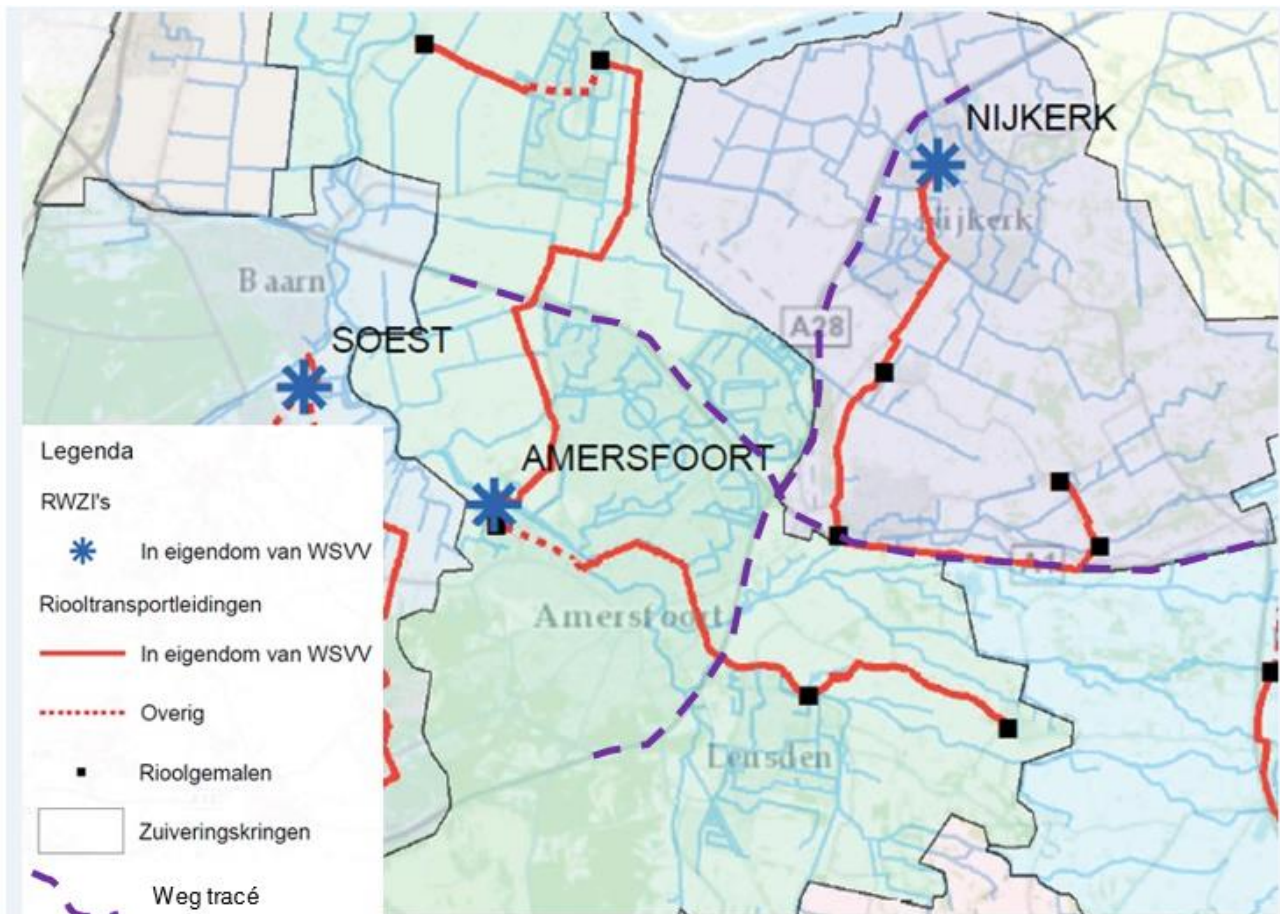 NIJKERK
Nijkerk
Baarn
A28
SOEST
AMERSFOORT
A1
Amersfoort
Leusden
Legenda
RWZI's
In eigendom van WSVV
Riooltransportleidingen
In eigendom van WSVV
Overig
Rioolgemalen
Zuiveringskringen
Weg tracé